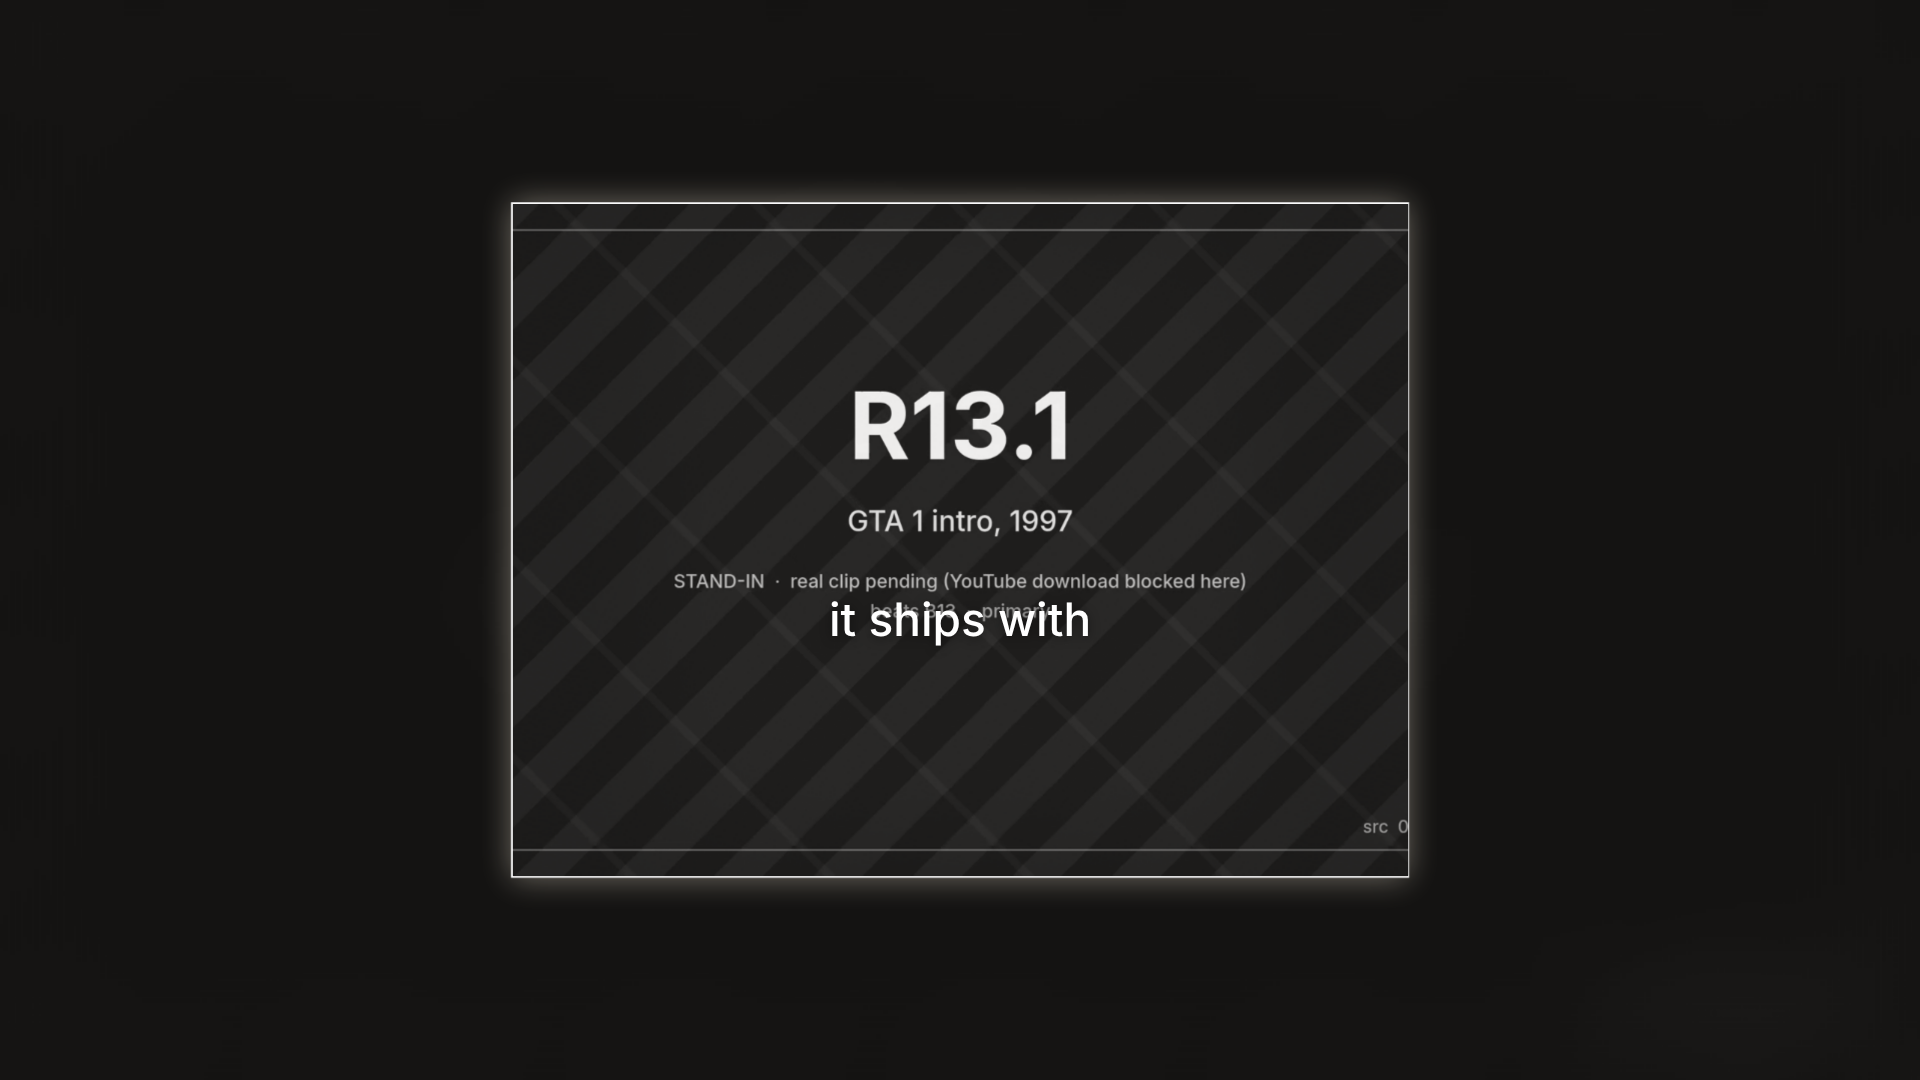 R13.1
GTA 1 intro, 1997
STAND-IN · real clip pending (YouTube download blocked here)
it ships with
src 0